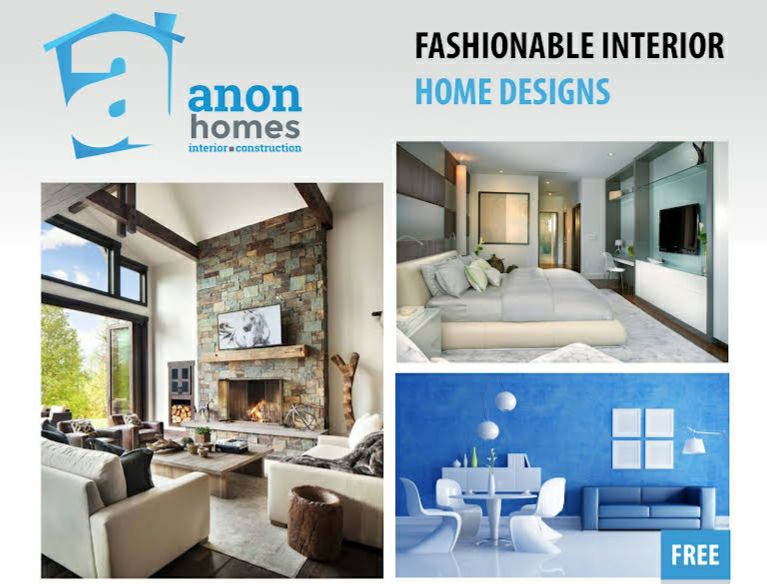 anon
homes
interior▪construction
FASHIONABLE INTERIOR
HOME DESIGNS
FREE